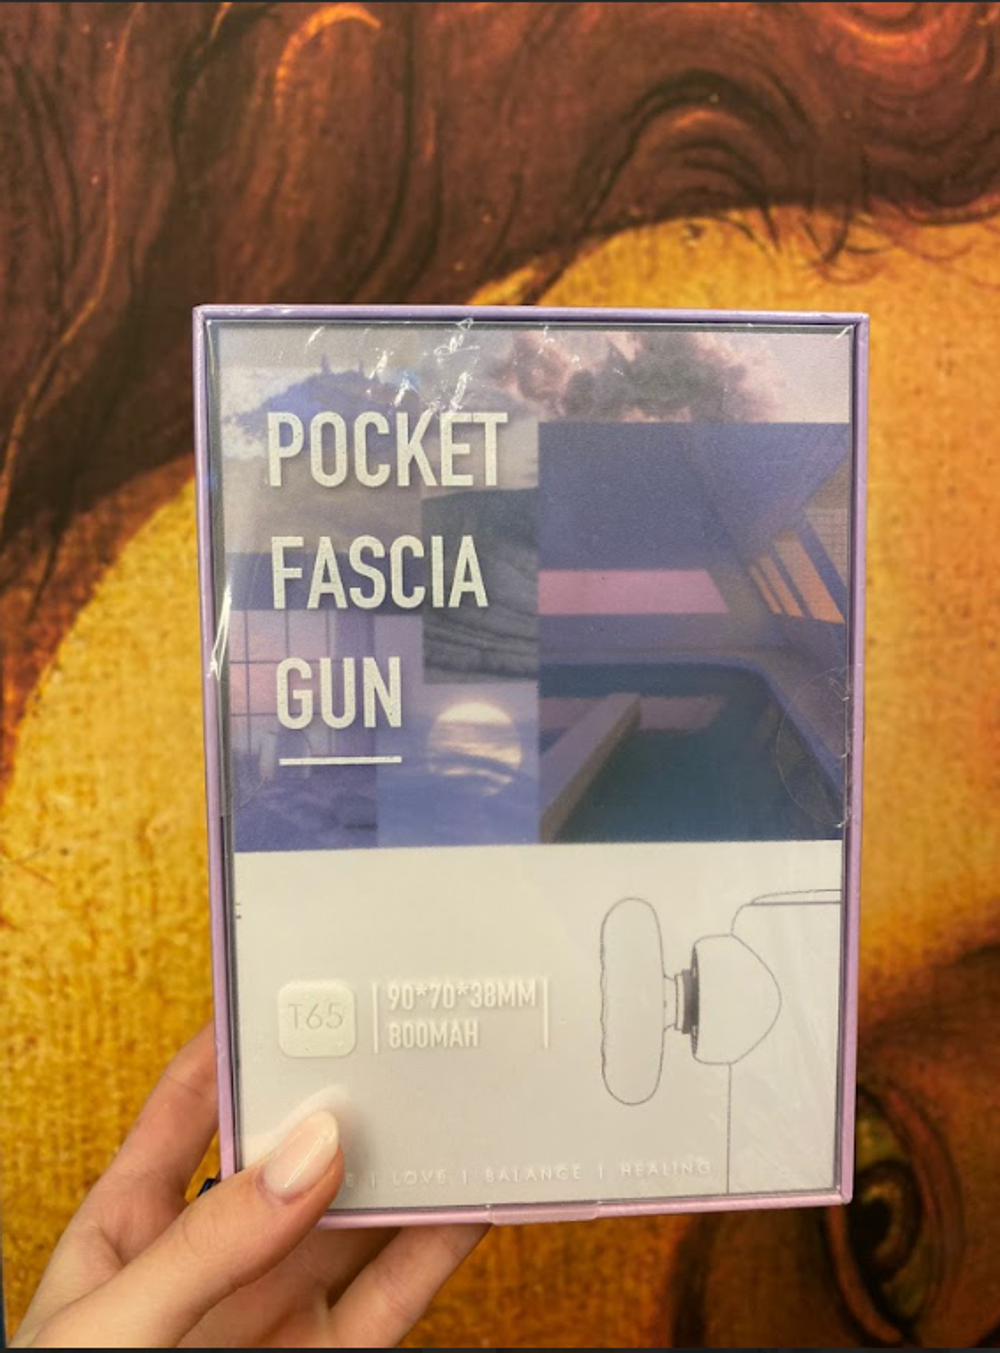 POCKET
FASCIA
GUN
T65
90*70*38MM
800MAH
| LOVE | BALANCE | HEALING